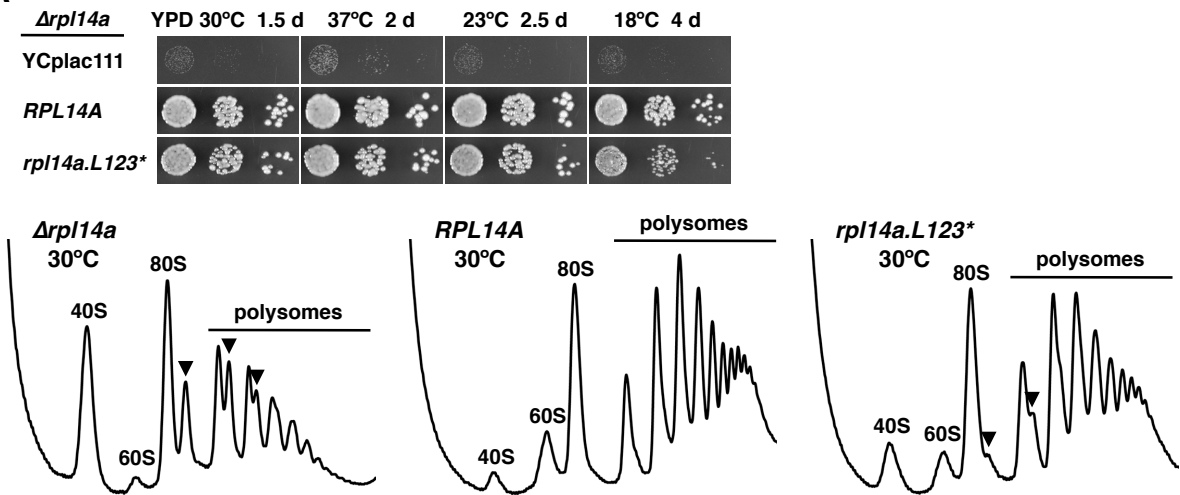 Δrpl14a YPD 30ºC 1.5 d 37ºC 2 d 23ºC 2.5 d 18ºC 4 d
YCplac111
RPL14A
rpl14a.L123*
Δrpl14a
30ºC
40S
60S
80S
polysomes
RPL14A
30ºC
40S
60S
80S
polysomes
rpl14a.L123*
30ºC
40S
60S
80S
polysomes